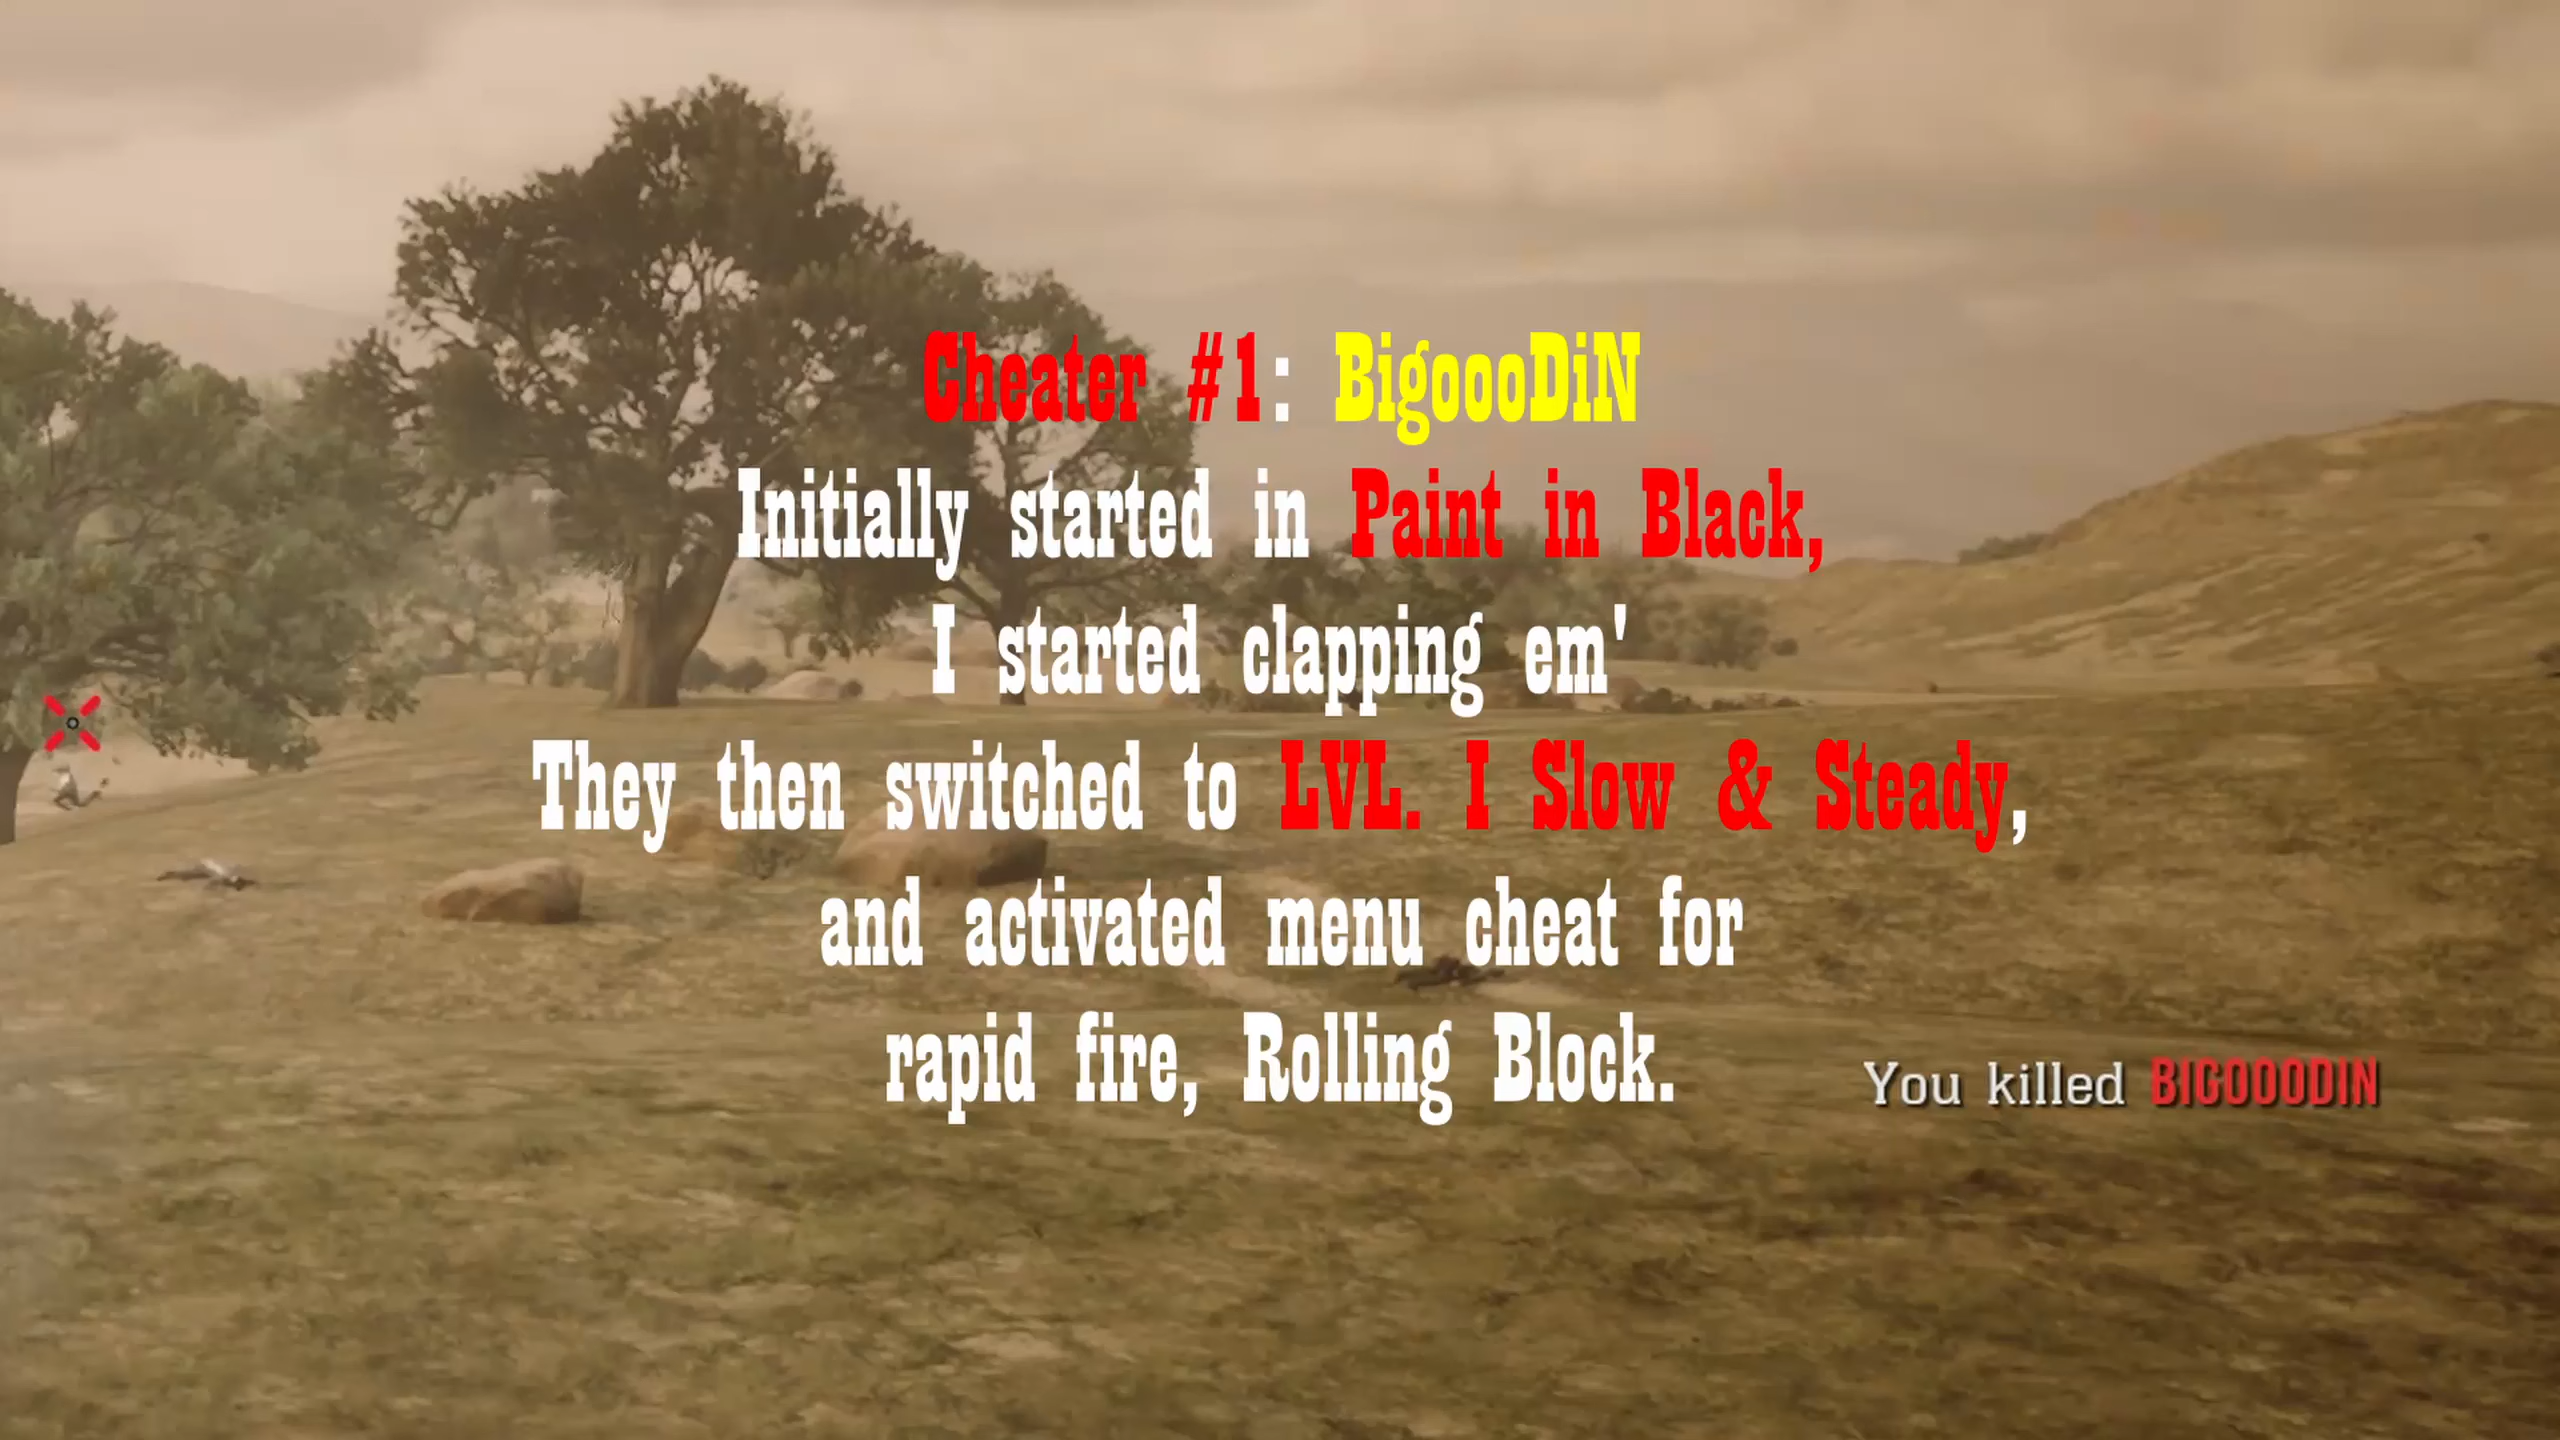 Cheater #1: BigoooDiN
Initially started in Paint in Black,
I started clapping em'
They then switched to LVL. I Slow & Steady,
and activated menu cheat for
rapid fire, Rolling Block.
You killed BIGOOODIN